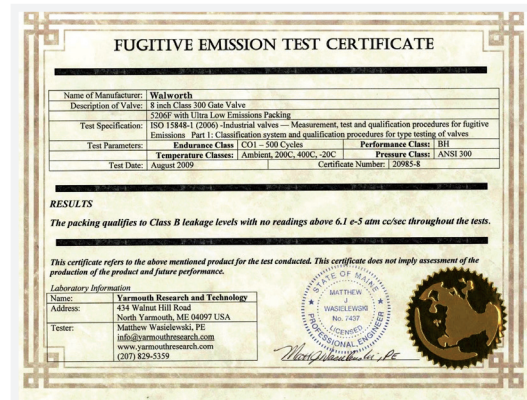 FUGITIVE EMISSION TEST CERTIFICATE
Name of Manufacturer: Walworth
Description of Valve: 8 inch Class 300 Gate Valve
5206F with Ultra Low Emissions Packing
Test Specification: ISO 15848-1 (2006) -Industrial valves — Measurement, test and qualification procedures for fugitive
Emissions Part 1: Classification system and qualification procedures for type testing of valves
Test Parameters: Endurance Class CO1 – 500 Cycles Performance Class: BH
Temperature Classes: Ambient, 200C, 400C, -20C Pressure Class: ANSI 300
Test Date: August 2009 Certificate Number: 20985-8
RESULTS
The packing qualifies to Class B leakage levels with no readings above 6.1 e-5 atm cc/sec throughout the tests.
This certificate refers to the above mentioned product for the test conducted. This certificate does not imply assessment of the
production of the product and future performance.
Laboratory Information
Name: Yarmouth Research and Technology
Address: 434 Walnut Hill Road
North Yarmouth, ME 04097 USA
Tester: Matthew Wasielewski, PE
info@yarmouthresearch.com
www.yarmouthresearch.com
(207) 829-5359
STATE OF MAINE
MATTHEW
J
WASIELEWSKI
No. 7437
LICENSED
PROFESSIONAL ENGINEER
Matthew J Wasielewski, PE